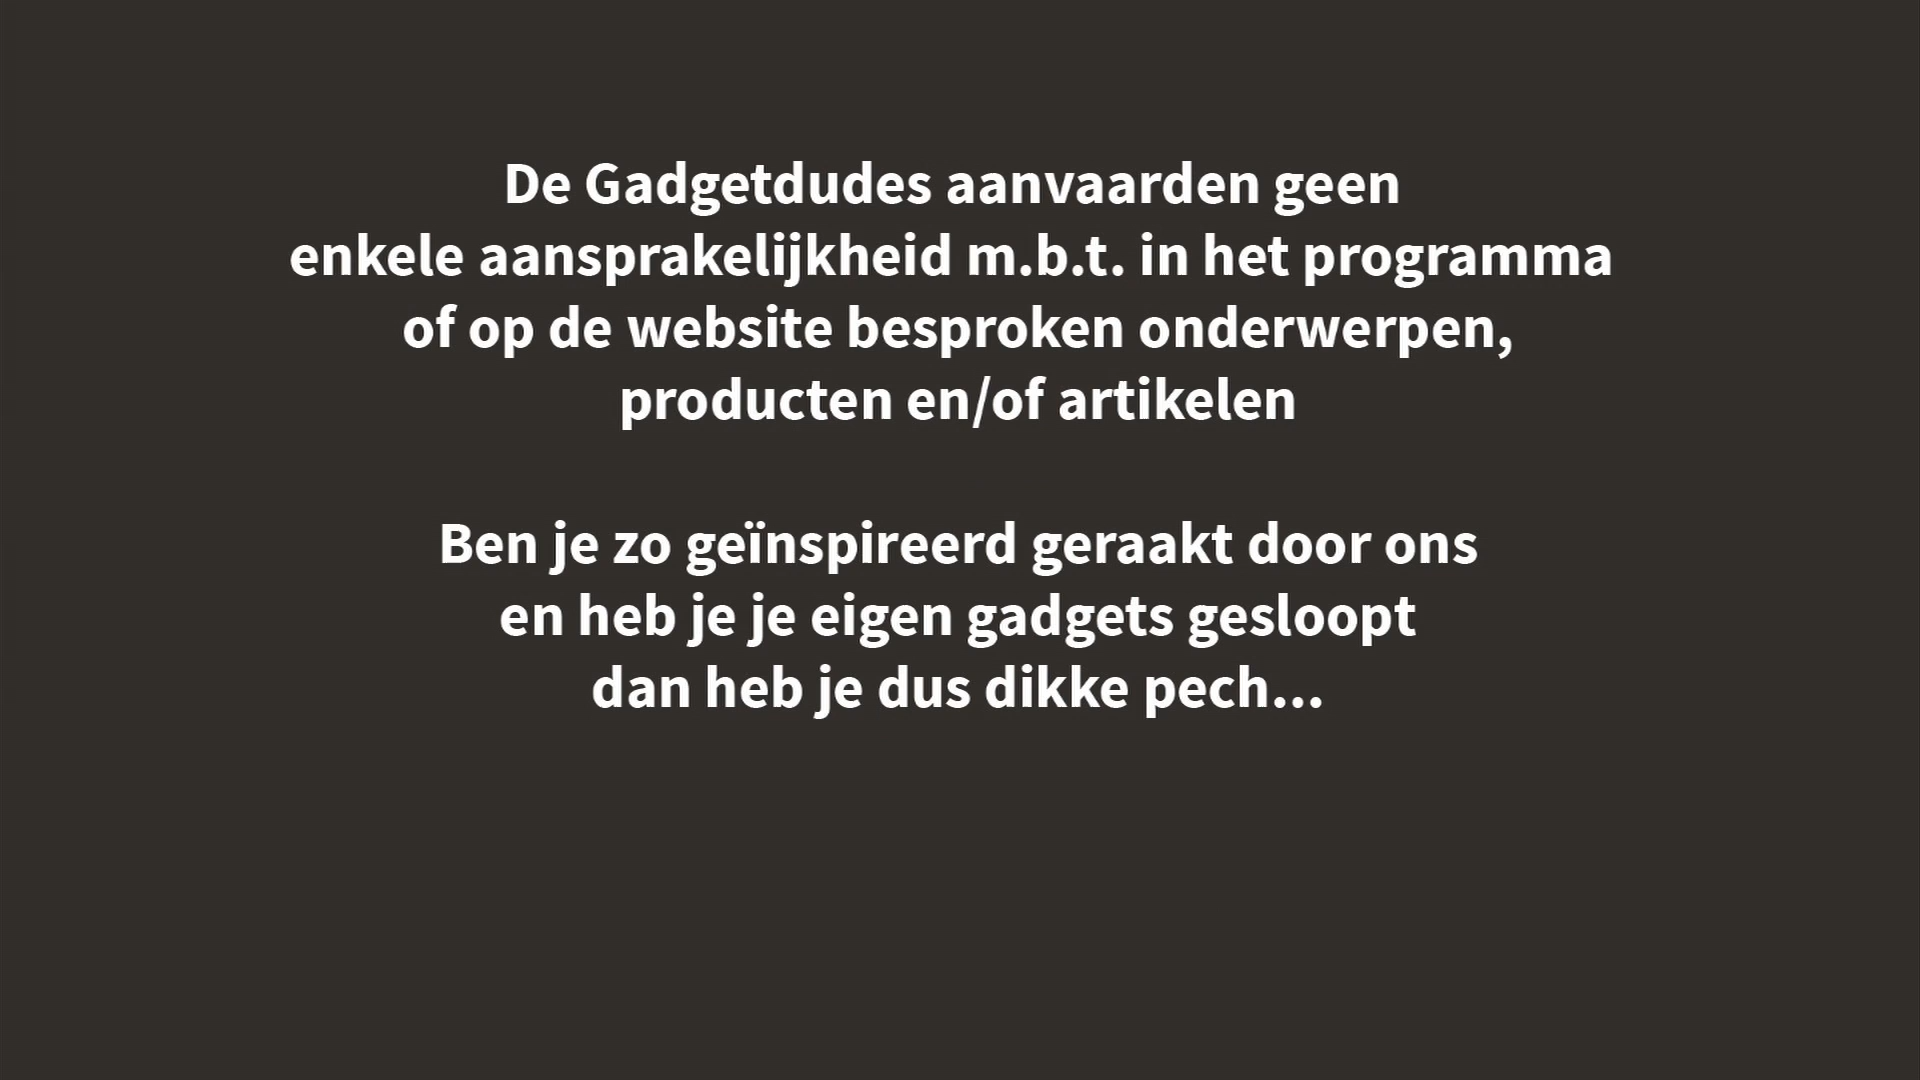 De Gadgetdudes aanvaarden geen
enkele aansprakelijkheid m.b.t. in het programma
of op de website besproken onderwerpen,
producten en/of artikelen
Ben je zo geïnspireerd geraakt door ons
en heb je je eigen gadgets gesloopt
dan heb je dus dikke pech...